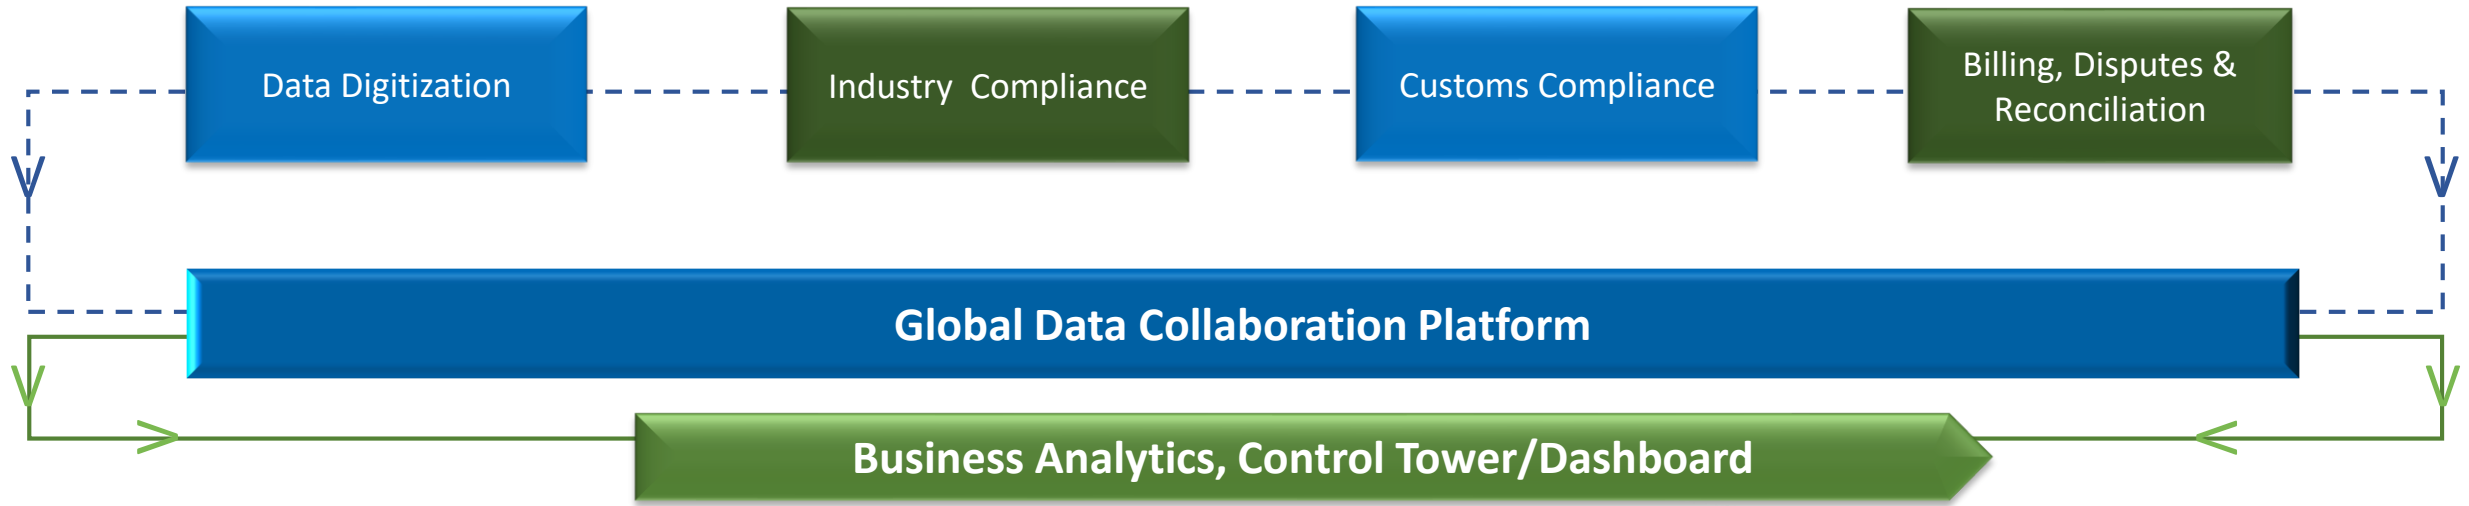 Data Digitization
Industry  Compliance
Customs Compliance
Billing, Disputes &
Reconciliation
Global Data Collaboration Platform
Business Analytics, Control Tower/Dashboard